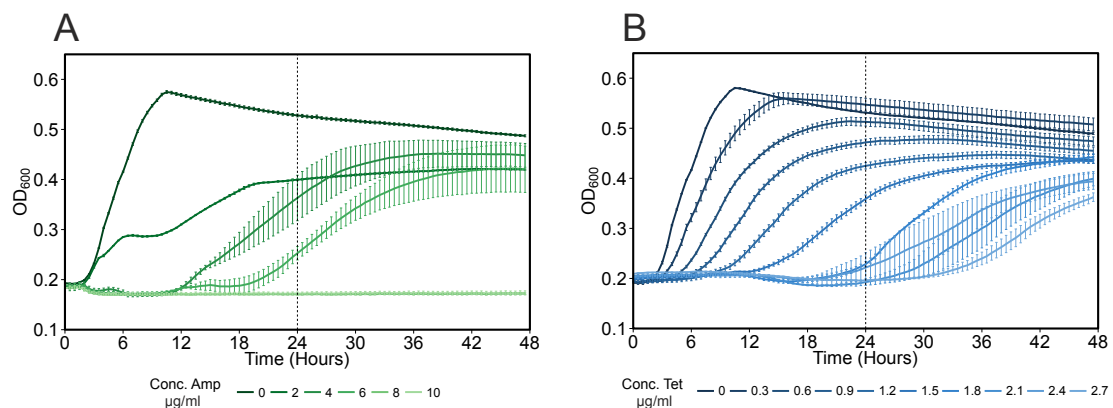 A
B
OD600
0.6
0.5
0.4
0.3
0.2
0.1
0 6 12 18 24 30 36 42 48
Time (Hours)
Conc. Amp
µg/ml
0 2 4 6 8 10
OD600
0.6
0.5
0.4
0.3
0.2
0.1
0 6 12 18 24 30 36 42 48
Time (Hours)
Conc. Tet
µg/ml
0 0.3 0.6 0.9 1.2 1.5 1.8 2.1 2.4 2.7